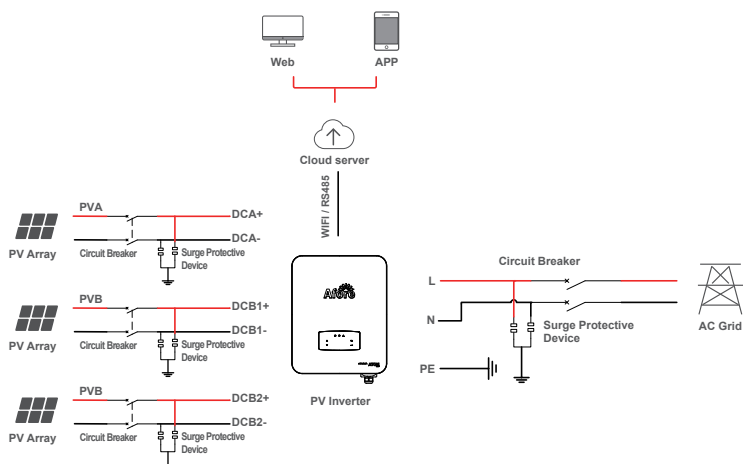 Web
APP
Cloud server
WIFI / RS485
PVA
DCA+
DCA-
PV Array
Circuit Breaker
Surge Protective
Device
PVB
DCB1+
DCB1-
PV Array
Circuit Breaker
Surge Protective
Device
PVB
DCB2+
DCB2-
PV Array
Circuit Breaker
Surge Protective
Device
Afore
PV Inverter
Circuit Breaker
L
N
Surge Protective
Device
PE
AC Grid